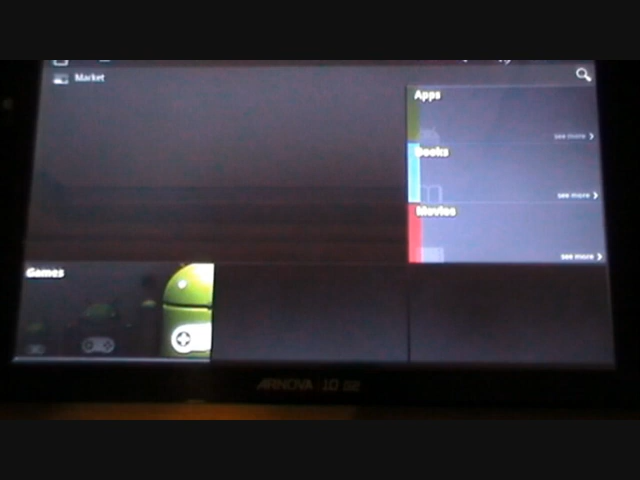 Market
Apps
see more
Books
see more
Movies
see more
Games
ARNOVA 10 G2